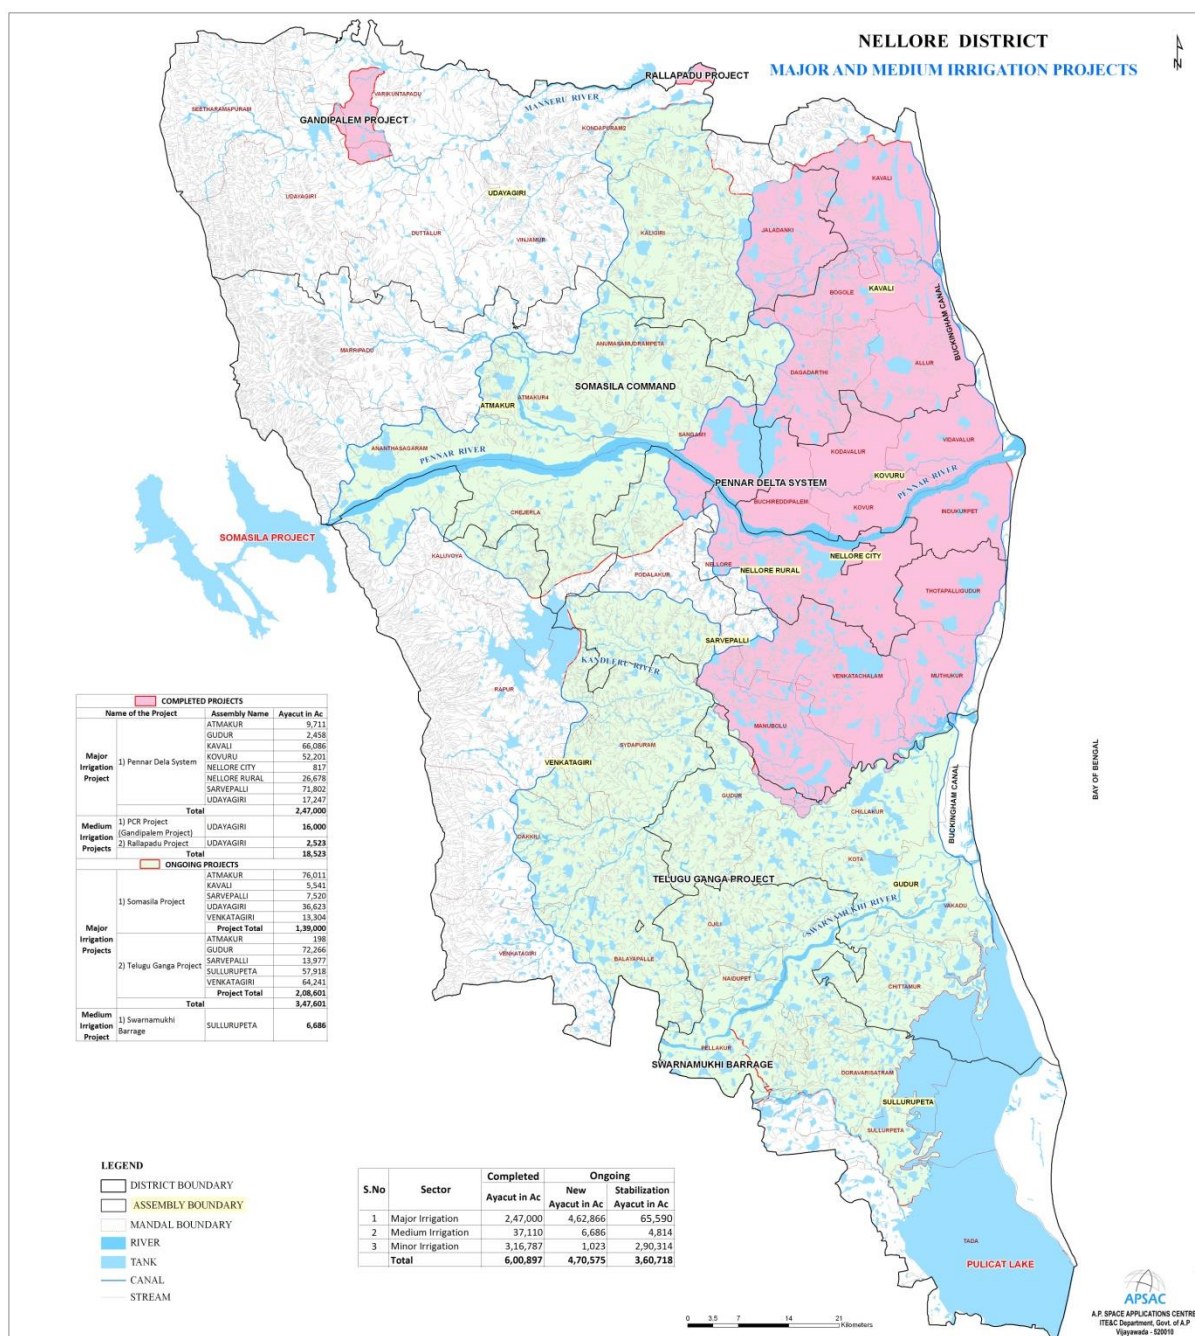 NELLORE DISTRICT
MAJOR AND MEDIUM IRRIGATION PROJECTS
N
RALLAPADU PROJECT
VARIKUNTAPADU
SEETHARAMAPURAM
MANNERU RIVER
GANDIPALEM PROJECT
KONDAPURAM2
KAVALI
UDAYAGIRI
UDAYAGIRI
JALADANKI
DUTTALUR
VINJAMUR
KALIGIRI
BOGOLE
KAVALI
BUCKINGHAM CANAL
MARRIPADU
ANUMASAMUDRAMPETA
ALLUR
DAGADARTHI
SOMASILA COMMAND
ATMAKUR4
ATMAKUR
SANGAM1
VIDAVALUR
ANANTHASAGARAM
PENNAR RIVER
KODAVALUR
KOVURU
PENNAR DELTA SYSTEM
PENNAR RIVER
BUCHIREDDIPALEM
KOVUR
INDUKURPET
CHEJERLA
SOMASILA PROJECT
KALUVOYA
NELLORE CITY
NELLORE
NELLORE RURAL
PODALAKUR
THOTAPALLIGUDUR
SARVEPALLI
KANDLERU RIVER
VENKATACHALAM
MUTHUKUR
RAPUR
MANUBOLU
SYDAPURAM
VENKATAGIRI
BAY OF BENGAL
GUDUR
CHILLAKUR
BUCKINGHAM CANAL
DAKKILI
KOTA
TELUGU GANGA PROJECT
GUDUR
VAKADU
SWARNAMUKHI RIVER
OJILI
VENKATAGIRI
BALAYAPALLE
NAIDUPET
CHITTAMUR
PELLAKUR
SWARNAMUKHI BARRAGE
DORAVARISATRAM
SULLURUPETA
SULLURPETA
TADA
PULICAT LAKE
COMPLETED PROJECTS
Name of the Project Assembly Name Ayacut in Ac
Major Irrigation Project 1) Pennar Dela System ATMAKUR 9,711
GUDUR 2,458
KAVALI 66,086
KOVURU 52,201
NELLORE CITY 817
NELLORE RURAL 26,678
SARVEPALLI 71,802
UDAYAGIRI 17,247
Total 2,47,000
Medium Irrigation Projects 1) PCR Project (Gandipalem Project) UDAYAGIRI 16,000
2) Rallapadu Project UDAYAGIRI 2,523
Total 18,523
ONGOING PROJECTS
Major Irrigation Projects 1) Somasila Project ATMAKUR 76,011
KAVALI 5,541
SARVEPALLI 7,520
UDAYAGIRI 36,623
VENKATAGIRI 13,304
Project Total 1,39,000
2) Telugu Ganga Project ATMAKUR 198
GUDUR 72,266
SARVEPALLI 13,977
SULLURUPETA 57,918
VENKATAGIRI 64,241
Project Total 2,08,601
Total 3,47,601
Medium Irrigation Project 1) Swarnamukhi Barrage SULLURUPETA 6,686
LEGEND
DISTRICT BOUNDARY
ASSEMBLY BOUNDARY
MANDAL BOUNDARY
RIVER
TANK
CANAL
STREAM
S.No Sector Completed Ongoing
Ayacut in Ac New Ayacut in Ac Stabilization Ayacut in Ac
1 Major Irrigation 2,47,000 4,62,866 65,590
2 Medium Irrigation 37,110 6,686 4,814
3 Minor Irrigation 3,16,787 1,023 2,90,314
Total 6,00,897 4,70,575 3,60,718
0 3.5 7 14 21
Kilometers
APSAC
A.P. SPACE APPLICATIONS CENTRE
ITE&C Department, Govt. of A.P
Vijayawada - 520010